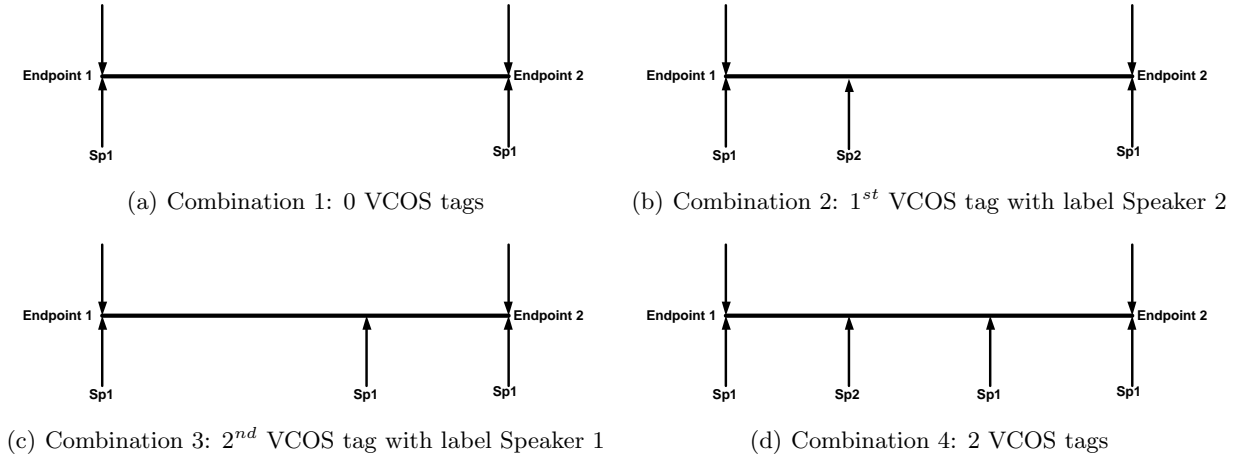 Endpoint 1
Endpoint 2
Sp1
Sp1
(a) Combination 1: 0 VCOS tags
Endpoint 1
Endpoint 2
Sp1
Sp2
Sp1
(b) Combination 2: 1st VCOS tag with label Speaker 2
Endpoint 1
Endpoint 2
Sp1
Sp1
Sp1
(c) Combination 3: 2nd VCOS tag with label Speaker 1
Endpoint 1
Endpoint 2
Sp1
Sp2
Sp1
Sp1
(d) Combination 4: 2 VCOS tags